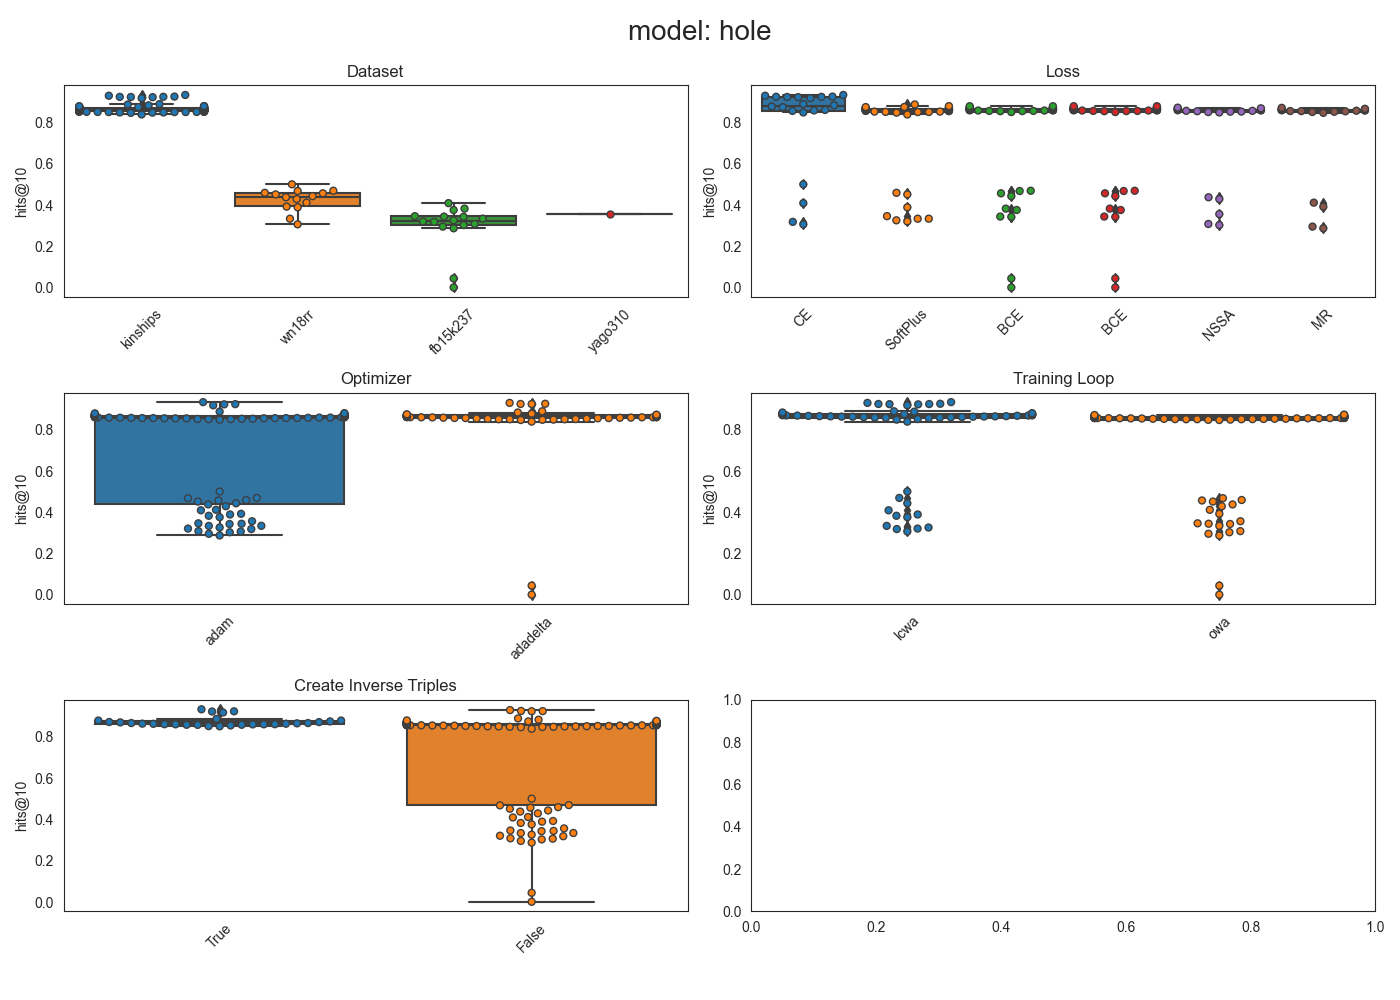 model: hole
Dataset
hits@10
0.8
0.6
0.4
0.2
0.0
kinships
wn18rr
fb15k237
yago310
Loss
hits@10
0.8
0.6
0.4
0.2
0.0
CE
SoftPlus
BCE
BCE
NSSA
MR
Optimizer
hits@10
0.8
0.6
0.4
0.2
0.0
adam
adadelta
Training Loop
hits@10
0.8
0.6
0.4
0.2
0.0
lcwa
owa
Create Inverse Triples
hits@10
0.8
0.6
0.4
0.2
0.0
True
False
1.0
0.8
0.6
0.4
0.2
0.0
0.0 0.2 0.4 0.6 0.8 1.0